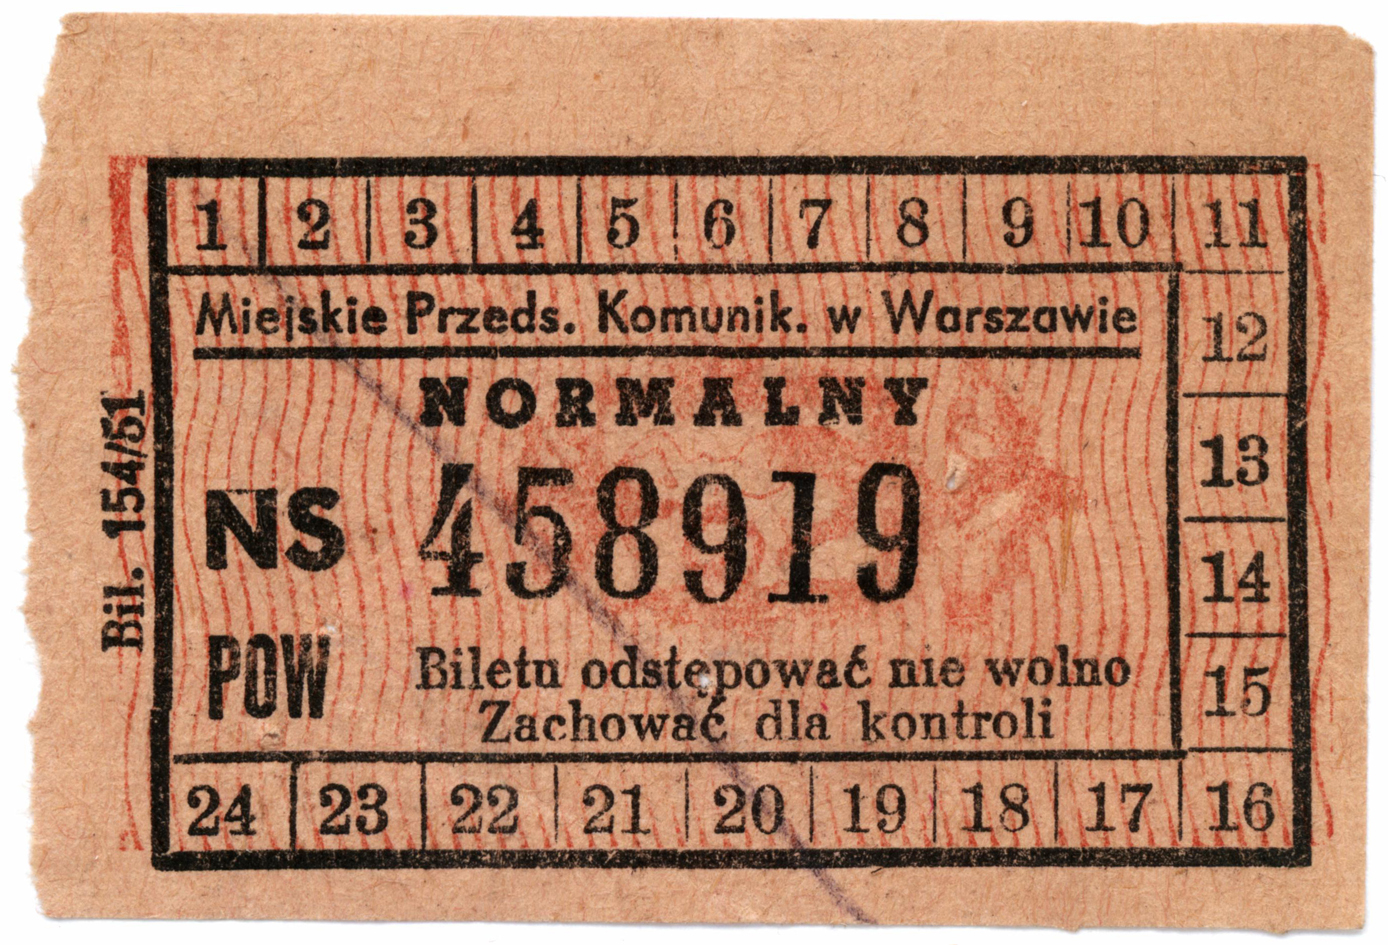 1 2 3 4 5 6 7 8 9 10 11
Miejskie Przeds. Komunik. w Warszawie
12
NORMALNY
13
NS 458919
14
POW
Biletu odstępować nie wolno
15
Zachować dla kontroli
24 23 22 21 20 19 18 17 16
Bil. 154/51